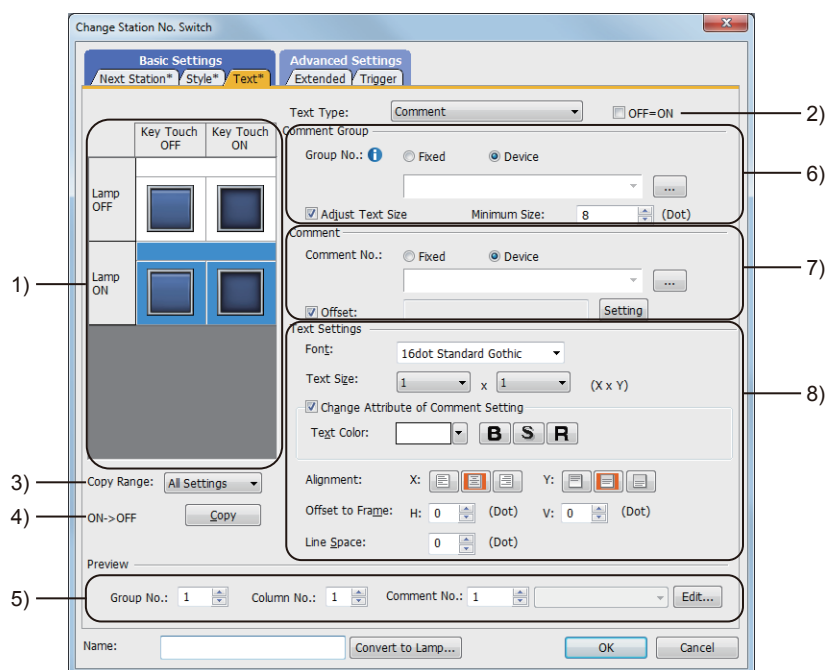 Change Station No. Switch
Basic Settings
Advanced Settings
Next Station* Style* Text* Extended Trigger
Text Type: Comment OFF=ON 2)
Key Touch OFF Key Touch ON
Comment Group
Group No.: Fixed Device
... 6)
Lamp OFF
Adjust Text Size Minimum Size: 8 (Dot)
Comment
Comment No.: Fixed Device
... 7)
1) Lamp ON
Offset: Setting
Text Settings
Font: 16dot Standard Gothic
Text Size: 1 x 1 (X x Y)
8)
Change Attribute of Comment Setting
Text Color: B S R
3) Copy Range: All Settings
Alignment: X: Y:
4) ON->OFF Copy
Offset to Frame: H: 0 (Dot) V: 0 (Dot)
Line Space: 0 (Dot)
Preview
5) Group No.: 1 Column No.: 1 Comment No.: 1 Edit...
Name: Convert to Lamp... OK Cancel